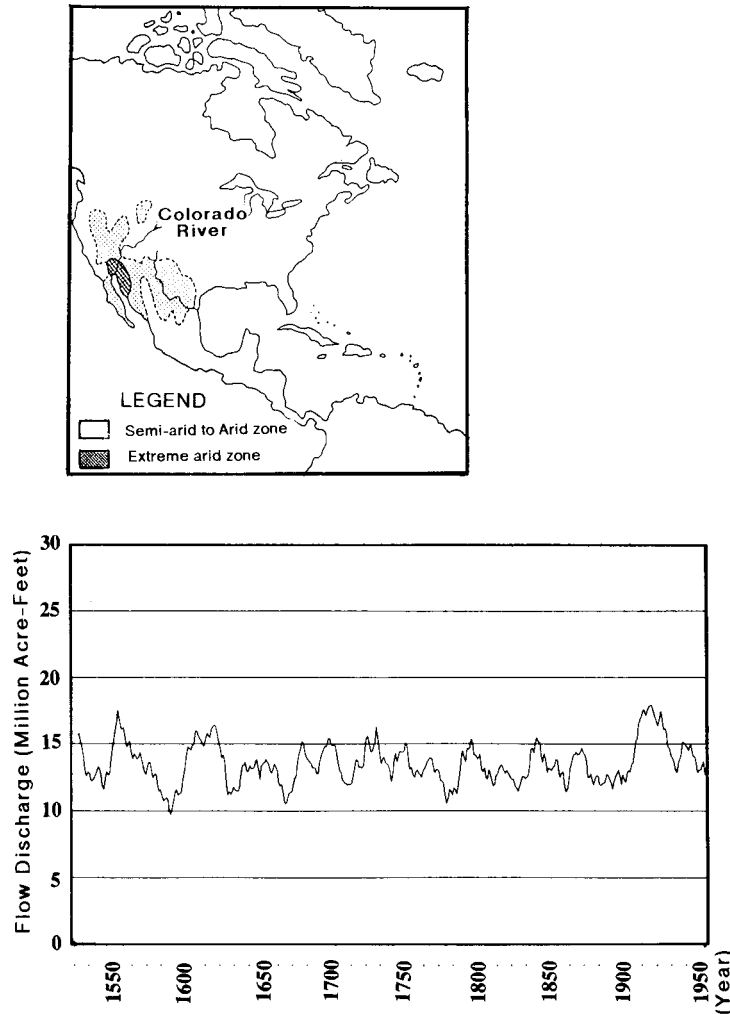 Colorado
River
LEGEND
Semi-arid to Arid zone
Extreme arid zone
Flow Discharge (Million Acre-Feet)
30
25
20
15
10
5
0
1550
1600
1650
1700
1750
1800
1850
1900
1950
(Year)